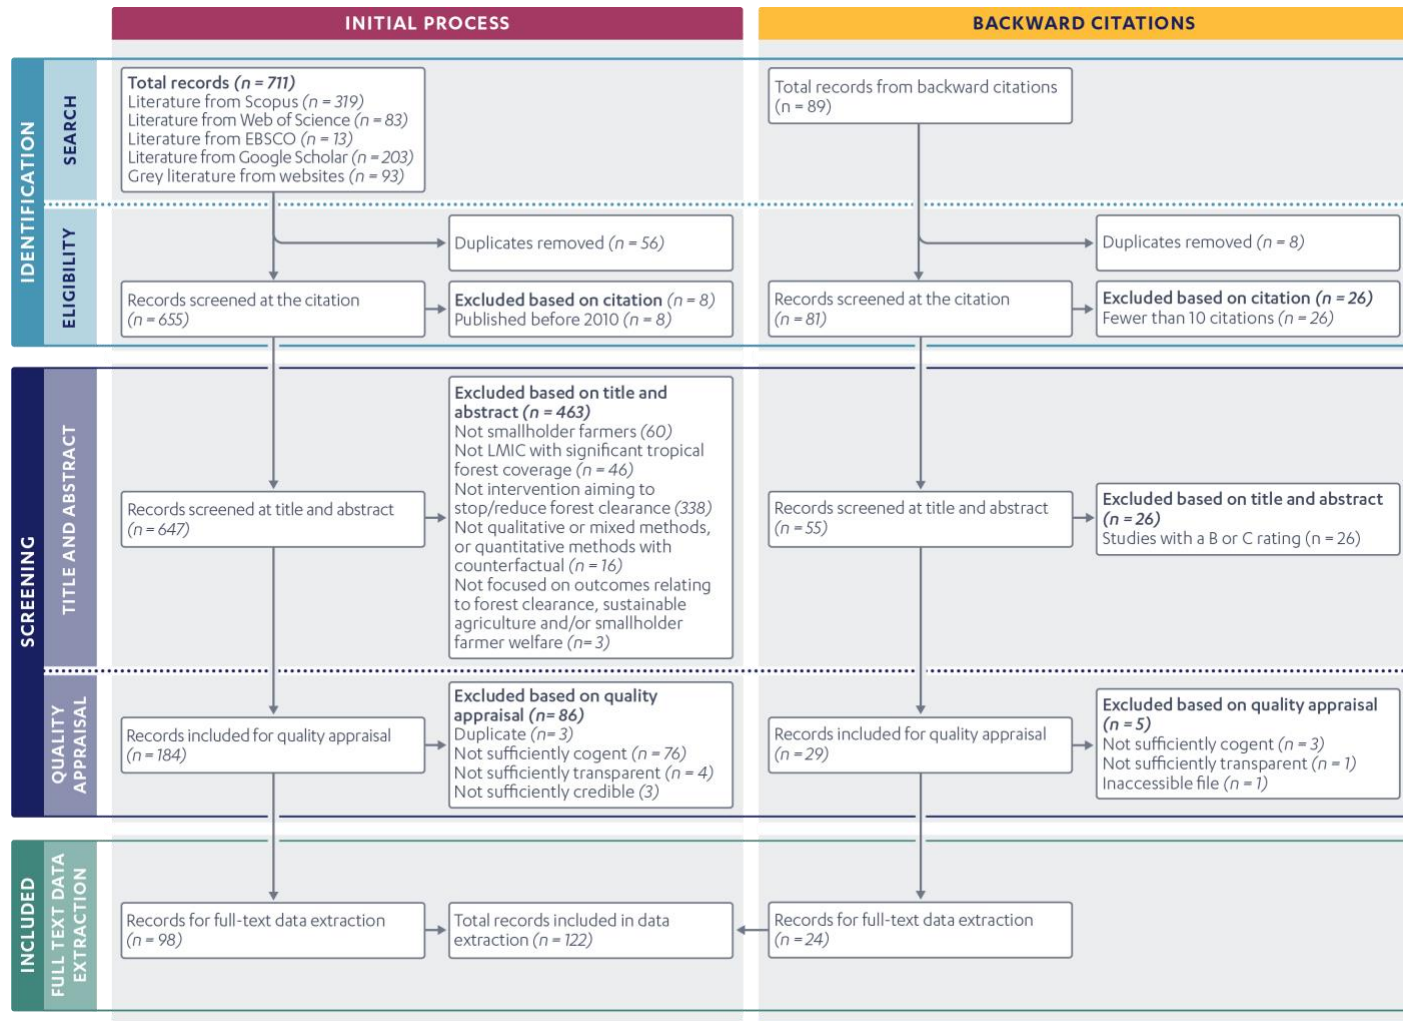 INITIAL PROCESS
BACKWARD CITATIONS
IDENTIFICATION
SEARCH
Total records (n = 711)
Literature from Scopus (n = 319)
Literature from Web of Science (n = 83)
Literature from EBSCO (n = 13)
Literature from Google Scholar (n = 203)
Grey literature from websites (n = 93)
Total records from backward citations
(n = 89)
ELIGIBILITY
Duplicates removed (n = 56)
Duplicates removed (n = 8)
Records screened at the citation
(n = 655)
Excluded based on citation (n = 8)
Published before 2010 (n = 8)
Records screened at the citation
(n = 81)
Excluded based on citation (n = 26)
Fewer than 10 citations (n = 26)
SCREENING
TITLE AND ABSTRACT
Records screened at title and abstract
(n = 647)
Excluded based on title and
abstract (n = 463)
Not smallholder farmers (60)
Not LMIC with significant tropical
forest coverage (n = 46)
Not intervention aiming to
stop/reduce forest clearance (338)
Not qualitative or mixed methods,
or quantitative methods with
counterfactual (n = 16)
Not focused on outcomes relating
to forest clearance, sustainable
agriculture and/or smallholder
farmer welfare (n= 3)
Records screened at title and abstract
(n = 55)
Excluded based on title and abstract
(n = 26)
Studies with a B or C rating (n = 26)
QUALITY
APPRAISAL
Records included for quality appraisal
(n = 184)
Excluded based on quality
appraisal (n= 86)
Duplicate (n= 3)
Not sufficiently cogent (n = 76)
Not sufficiently transparent (n = 4)
Not sufficiently credible (3)
Records included for quality appraisal
(n = 29)
Excluded based on quality appraisal
(n = 5)
Not sufficiently cogent (n = 3)
Not sufficiently transparent (n = 1)
Inaccessible file (n = 1)
INCLUDED
FULL TEXT DATA
EXTRACTION
Records for full-text data extraction
(n = 98)
Total records included in data
extraction (n = 122)
Records for full-text data extraction
(n = 24)